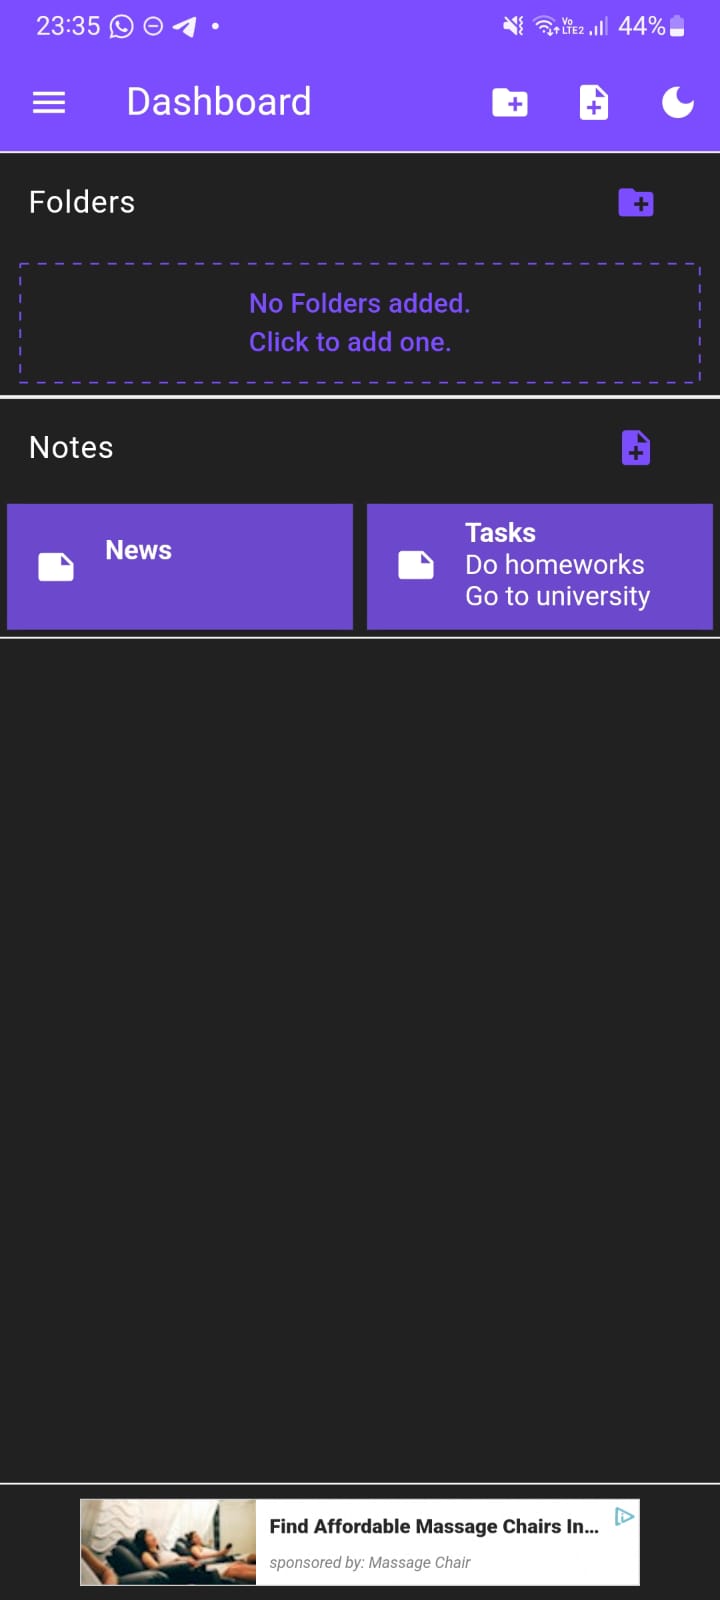 23:35
Vo
LTE2
44%
Dashboard
Folders
No Folders added.
Click to add one.
Notes
News
Tasks
Do homeworks
Go to university
Find Affordable Massage Chairs In...
sponsored by: Massage Chair